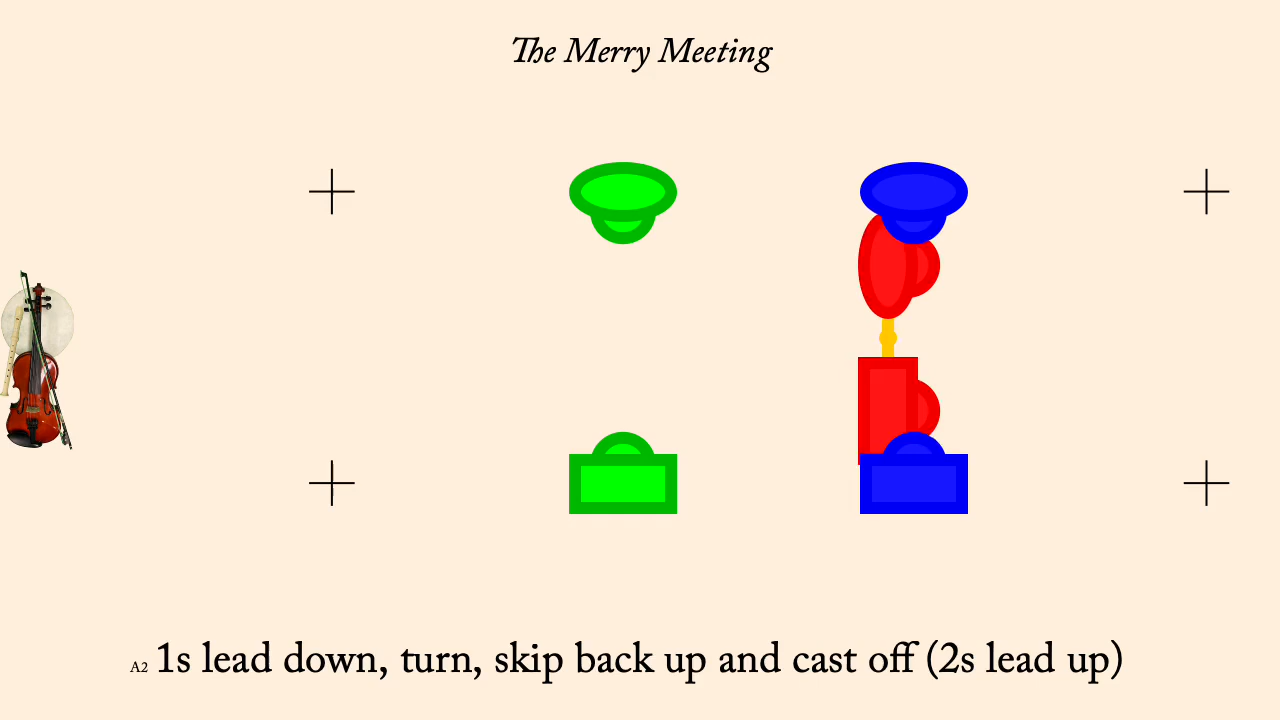 The Merry Meeting
A2 1s lead down, turn, skip back up and cast off (2s lead up)